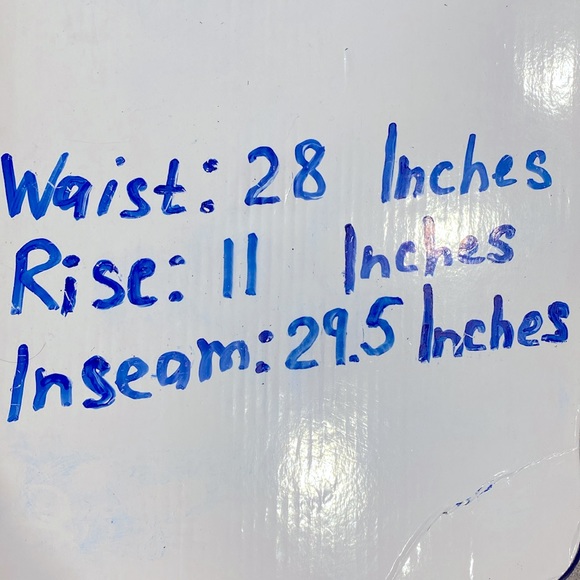 Waist: 28 Inches
Rise: 11 Inches
Inseam: 29.5 Inches